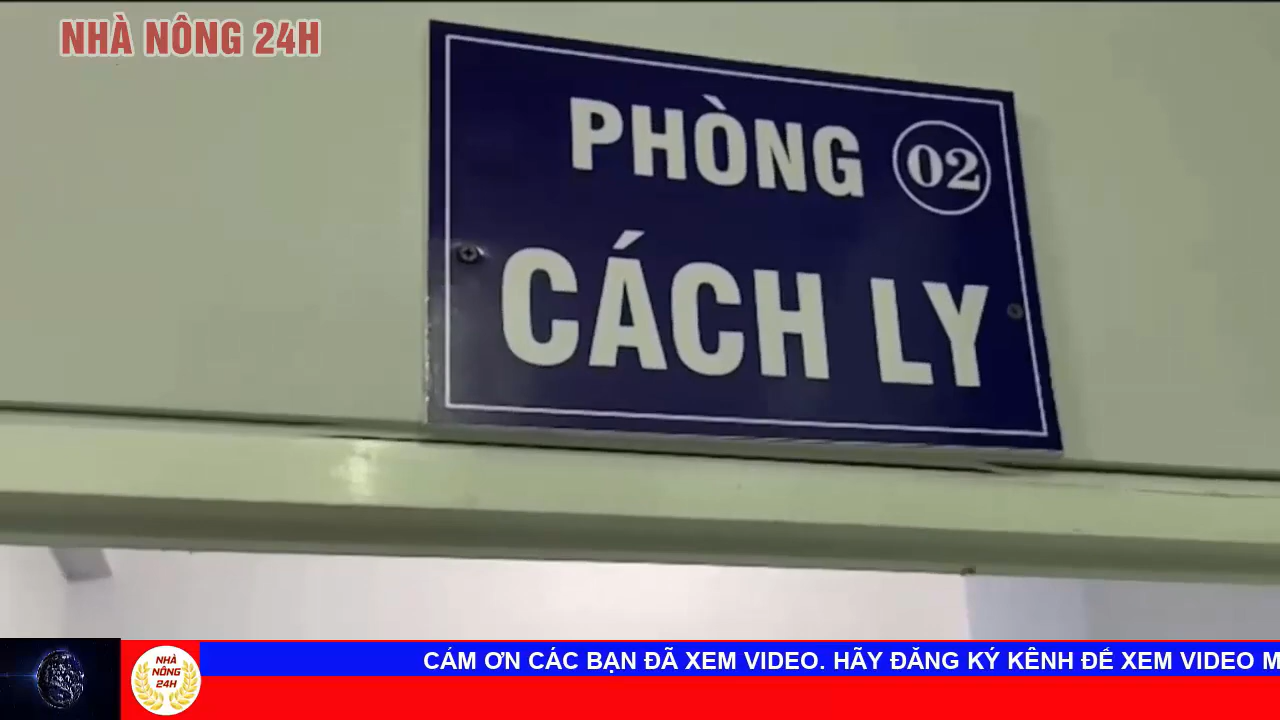 NHÀ NÔNG 24H
PHÒNG 02
CÁCH LY
CÁM ƠN CÁC BẠN ĐÃ XEM VIDEO. HÃY ĐĂNG KÝ KÊNH ĐỂ XEM VIDEO M
NHÀ
NÔNG
24H